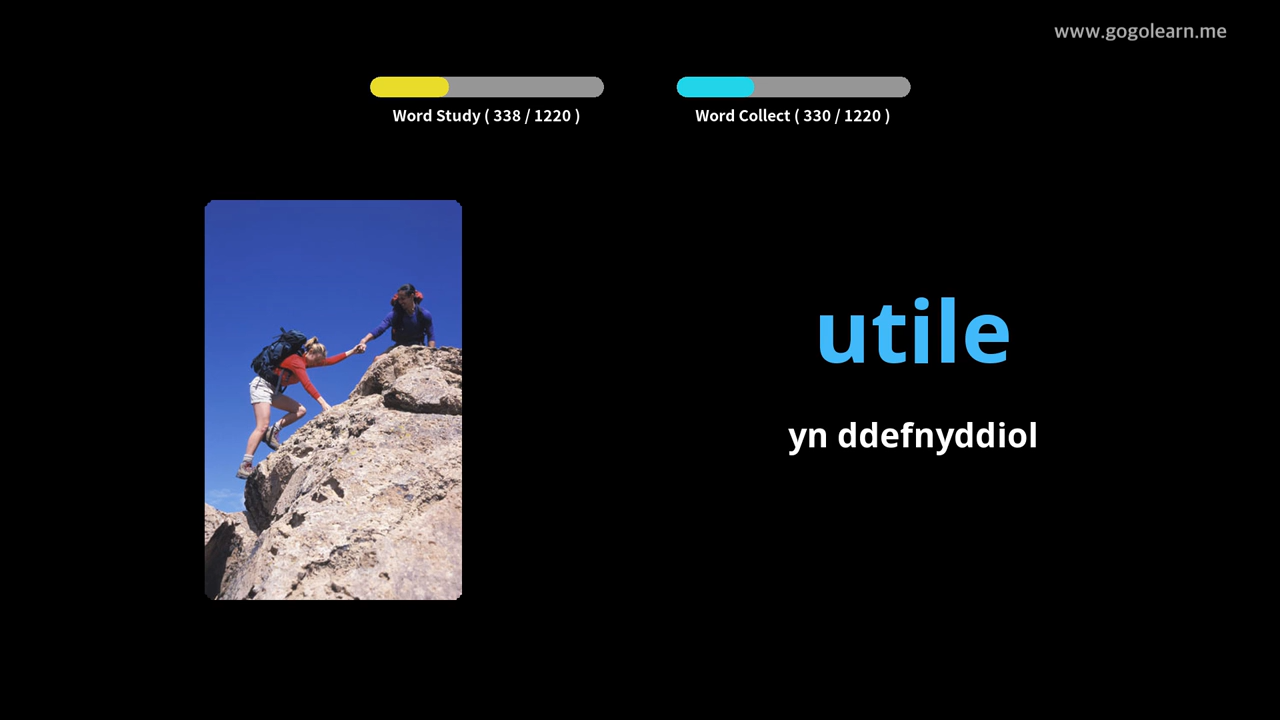 www.gogolearn.me
Word Study ( 338 / 1220 )
Word Collect ( 330 / 1220 )
utile
yn ddefnyddiol